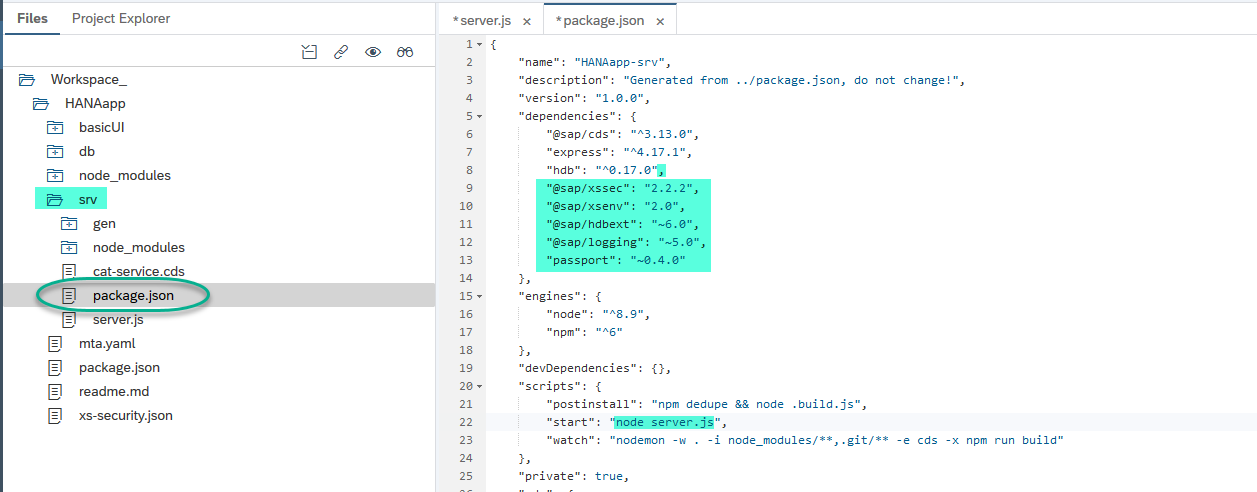 Files Project Explorer
Workspace_
HANAapp
basicUI
db
node_modules
srv
gen
node_modules
cat-service.cds
package.json
server.js
mta.yaml
package.json
readme.md
xs-security.json
*server.js × *package.json ×
1 {
2 "name": "HANAapp-srv",
3 "description": "Generated from ../package.json, do not change!",
4 "version": "1.0.0",
5 "dependencies": {
6 "@sap/cds": "^3.13.0",
7 "express": "^4.17.1",
8 "hdb": "^0.17.0",
9 "@sap/xssec": "2.2.2",
10 "@sap/xsenv": "2.0",
11 "@sap/hdbext": "~6.0",
12 "@sap/logging": "~5.0",
13 "passport": "~0.4.0"
14 },
15 "engines": {
16 "node": "^8.9",
17 "npm": "^6"
18 },
19 "devDependencies": {},
20 "scripts": {
21 "postinstall": "npm dedupe && node .build.js",
22 "start": "node server.js",
23 "watch": "nodemon -w . -i node_modules/**,.git/** -e cds -x npm run build"
24 },
25 "private": true,